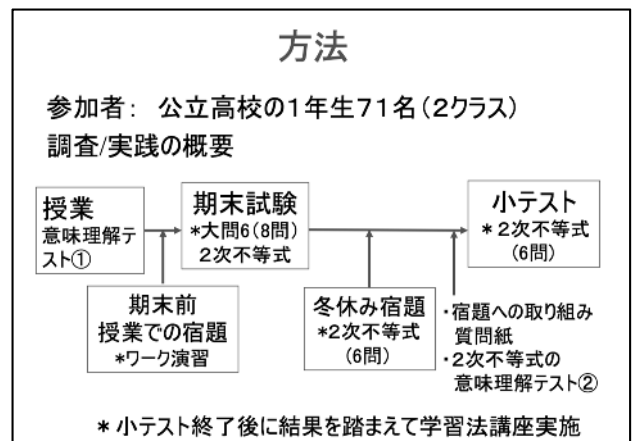 方法
参加者： 公立高校の１年生７１名（２クラス）
調査/実践の概要
授業
意味理解テ
スト①
期末試験
*大問6(8問)
２次不等式
小テスト
* ２次不等式
(6問)
期末前
授業での宿題
*ワーク演習
冬休み宿題
*2次不等式
(6問)
・宿題への取り組み
質問紙
・２次不等式の
意味理解テスト②
* 小テスト終了後に結果を踏まえて学習法講座実施